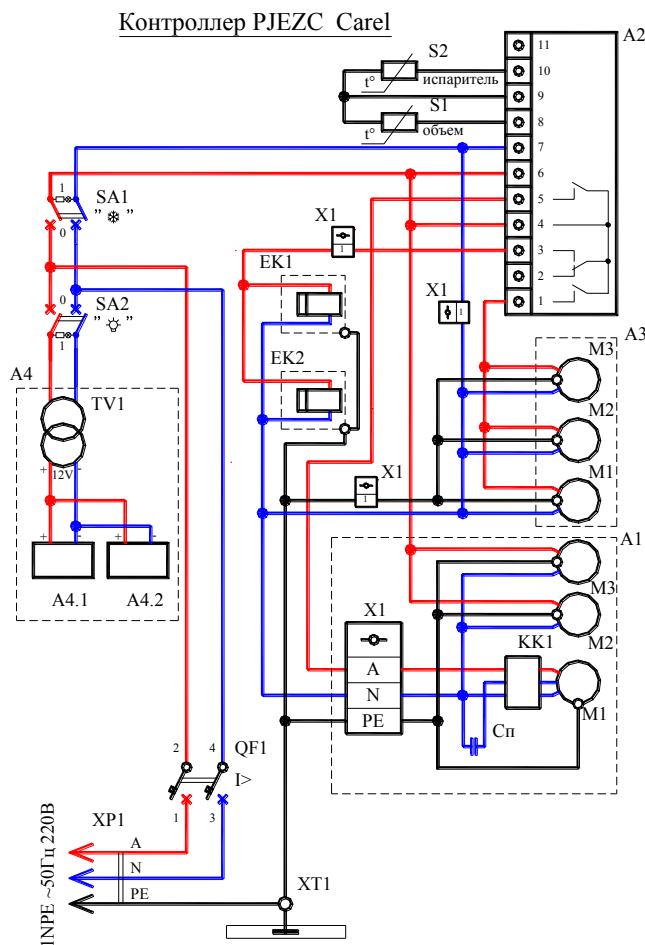 Контроллер PJEZC Carel
A2
11
S2
10
t°
испаритель
9
S1
8
t°
объем
7
6
1
SA1
5
" ❄ "
X1
4
0
1
3
EK1
2
0
X1
1
SA2
1
" "
1
M3
A3
A4
EK2
TV1
M2
+
12V
-
X1
M1
1
+
-
+
-
A1
A4.1
A4.2
X1
M3
M2
KK1
A
N
M1
PE
Сп
2
4
QF1
I>
XP1
1
3
A
N
PE
XT1
1NPE ~50Гц 220В